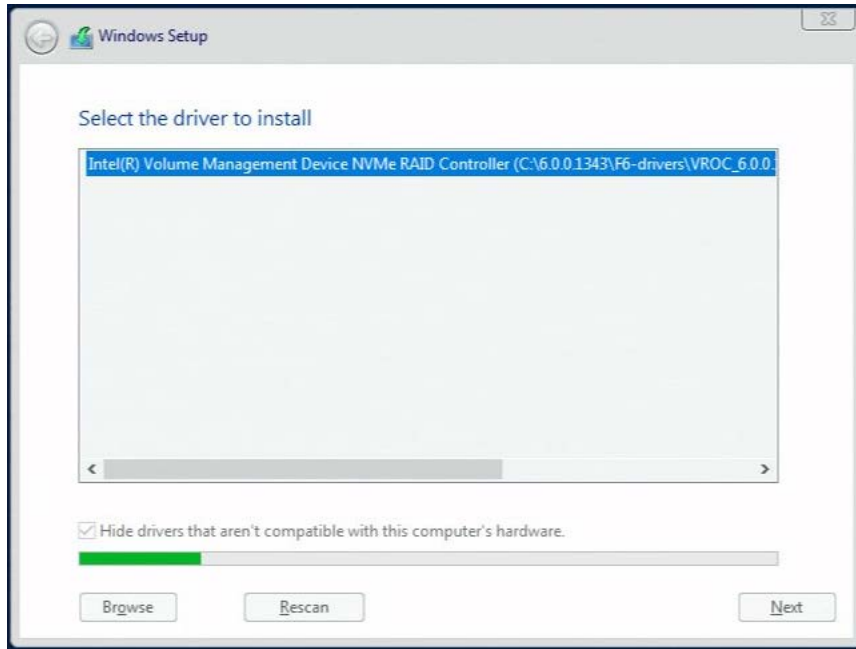 Windows Setup
Select the driver to install
Intel(R) Volume Management Device NVMe RAID Controller (C:\6.0.0.1343\F6-drivers\VROC_6.0.0.
Hide drivers that aren't compatible with this computer's hardware.
Browse Rescan Next